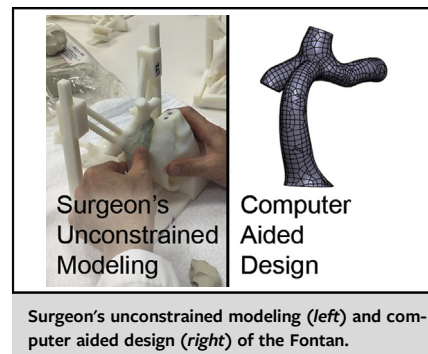 Surgeon's
Unconstrained
Modeling
Computer
Aided
Design
Surgeon's unconstrained modeling (left) and com-
puter aided design (right) of the Fontan.